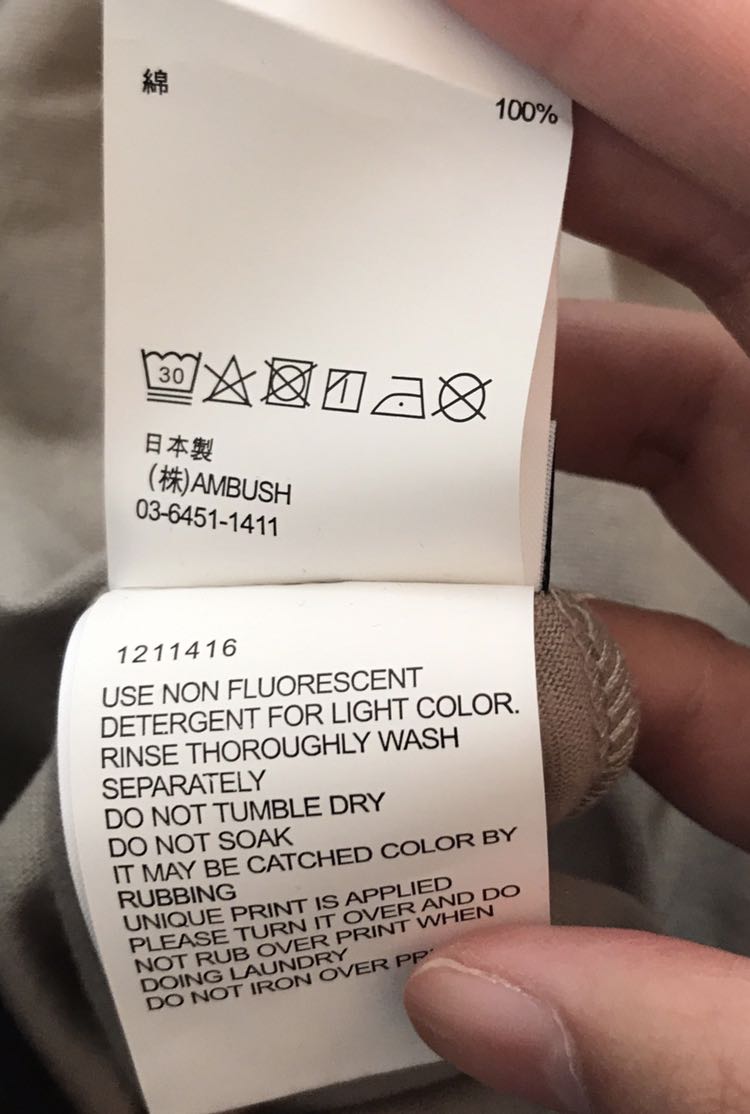 綿 100%
30
日本製
(株)AMBUSH
03-6451-1411
1211416
USE NON FLUORESCENT
DETERGENT FOR LIGHT COLOR.
RINSE THOROUGHLY WASH
SEPARATELY
DO NOT TUMBLE DRY
DO NOT SOAK
IT MAY BE CATCHED COLOR BY
RUBBING
UNIQUE PRINT IS APPLIED
PLEASE TURN IT OVER AND DO
NOT RUB OVER PRINT WHEN
DOING LAUNDRY
DO NOT IRON OVER